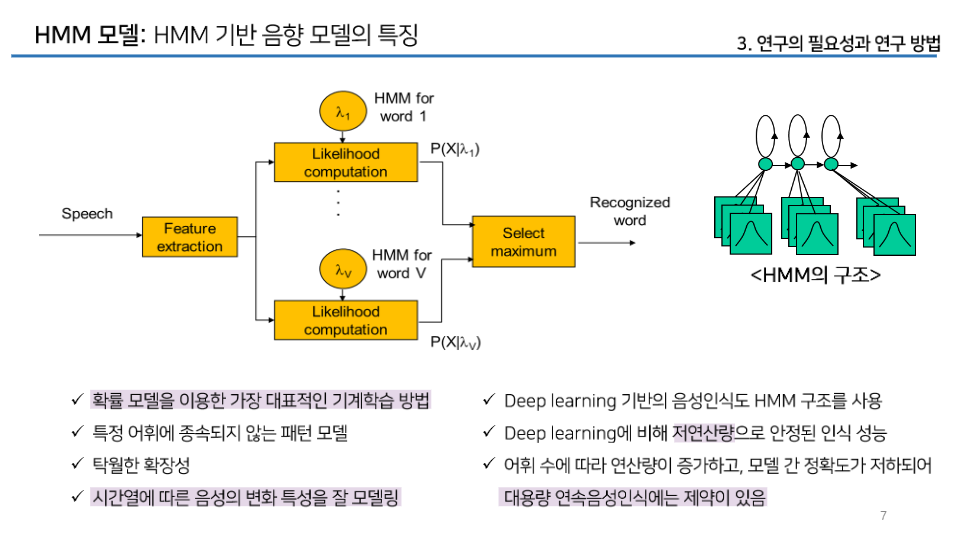 HMM 모델: HMM 기반 음향 모델의 특징
3. 연구의 필요성과 연구 방법
λ1
HMM for
word 1
Likelihood
computation
P(X|λ1)
Speech
Feature
extraction
Select
maximum
Recognized
word
λV
HMM for
word V
Likelihood
computation
P(X|λV)
<HMM의 구조>
✓ 확률 모델을 이용한 가장 대표적인 기계학습 방법
✓ 특정 어휘에 종속되지 않는 패턴 모델
✓ 탁월한 확장성
✓ 시간열에 따른 음성의 변화 특성을 잘 모델링
✓ Deep learning 기반의 음성인식도 HMM 구조를 사용
✓ Deep learning에 비해 저연산량으로 안정된 인식 성능
✓ 어휘 수에 따라 연산량이 증가하고, 모델 간 정확도가 저하되어
대용량 연속음성인식에는 제약이 있음
7